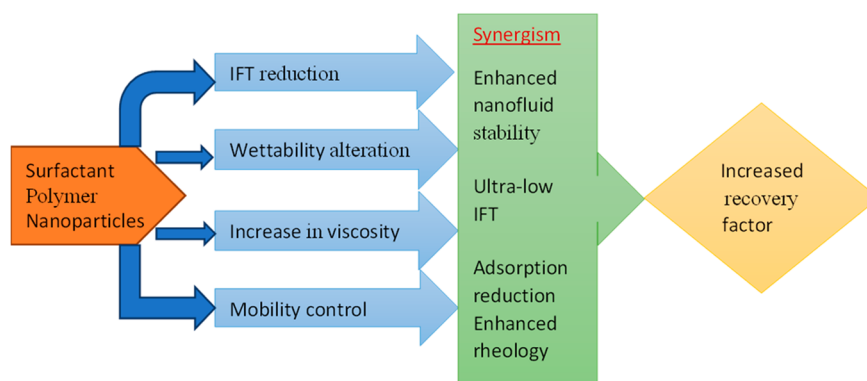 Surfactant
Polymer
Nanoparticles
IFT reduction
Wettability alteration
Increase in viscosity
Mobility control
Synergism
Enhanced
nanofluid
stability
Ultra-low
IFT
Adsorption
reduction
Enhanced
rheology
Increased
recovery
factor